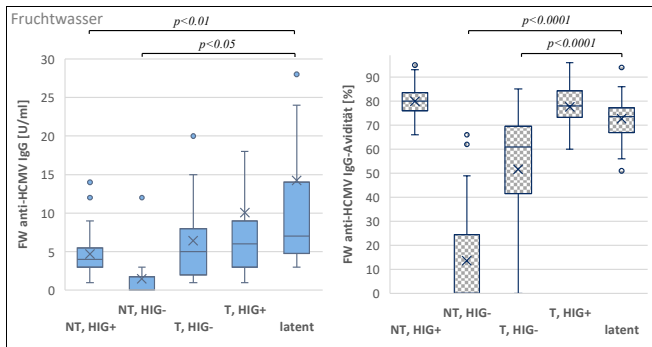 Fruchtwasser
p<0.01
p<0.05
FW anti-HCMV IgG [U/ml]
30
25
20
15
10
5
0
NT, HIG+
NT, HIG-
T, HIG-
T, HIG+
latent
p<0.0001
p<0.0001
FW anti-HCMV IgG-Avidität [%]
90
80
70
60
50
40
30
20
10
0
NT, HIG+
NT, HIG-
T, HIG-
T, HIG+
latent